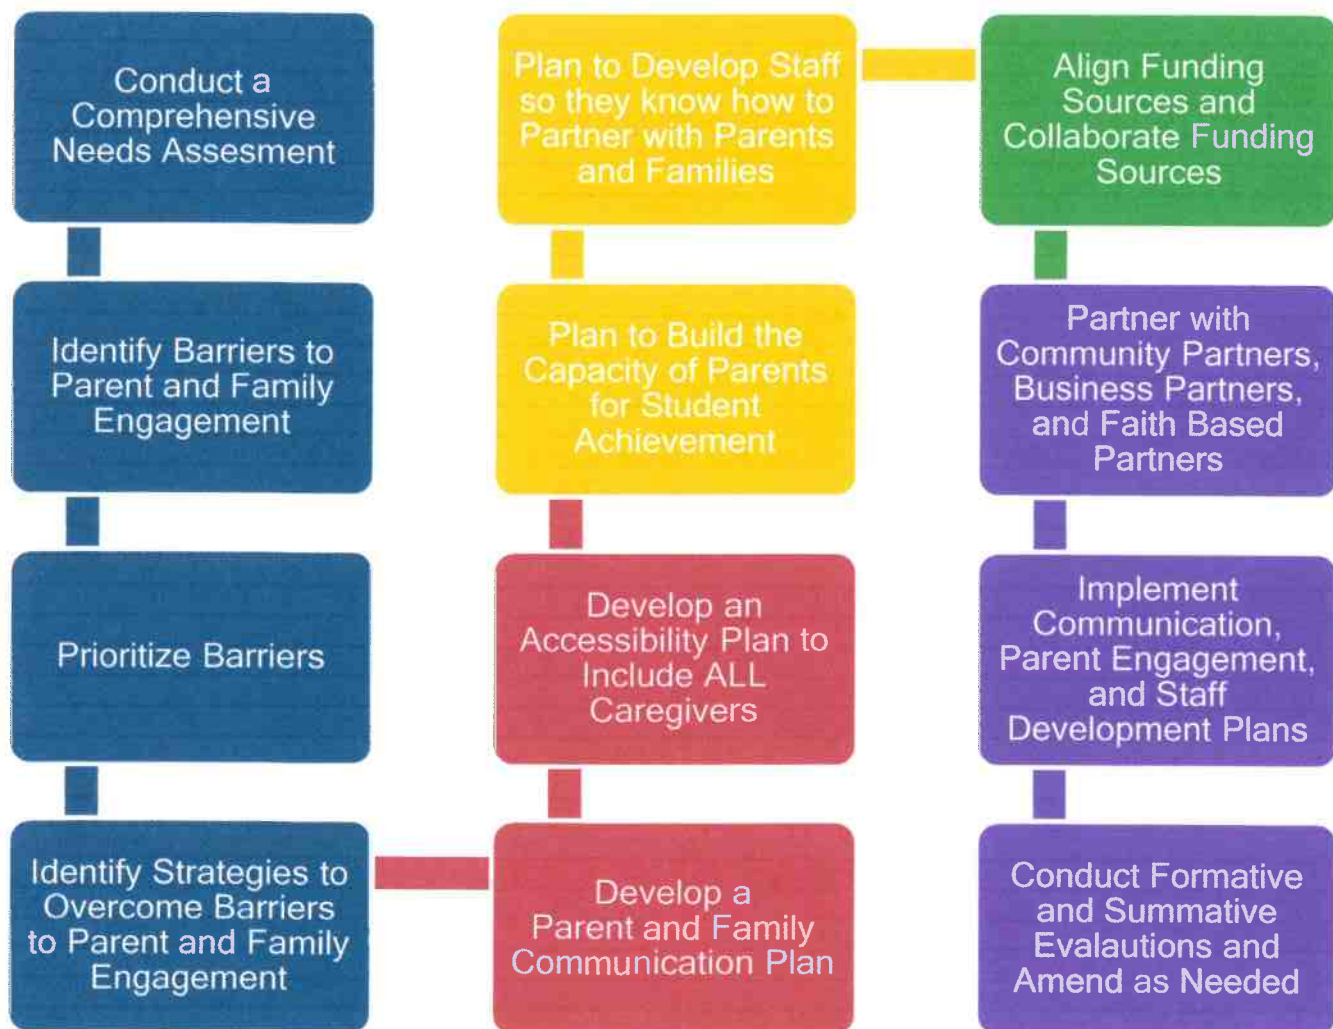 Conduct a
Comprehensive
Needs Assesment
Identify Barriers to
Parent and Family
Engagement
Prioritize Barriers
Identify Strategies to
Overcome Barriers
to Parent and Family
Engagement
Develop a
Parent and Family
Communication Plan
Develop an
Accessibility Plan to
Include ALL
Caregivers
Plan to Build the
Capacity of Parents
for Student
Achievement
Plan to Develop Staff
so they know how to
Partner with Parents
and Families
Align Funding
Sources and
Collaborate Funding
Sources
Partner with
Community Partners,
Business Partners,
and Faith Based
Partners
Implement
Communication,
Parent Engagement,
and Staff
Development Plans
Conduct Formative
and Summative
Evalautions and
Amend as Needed